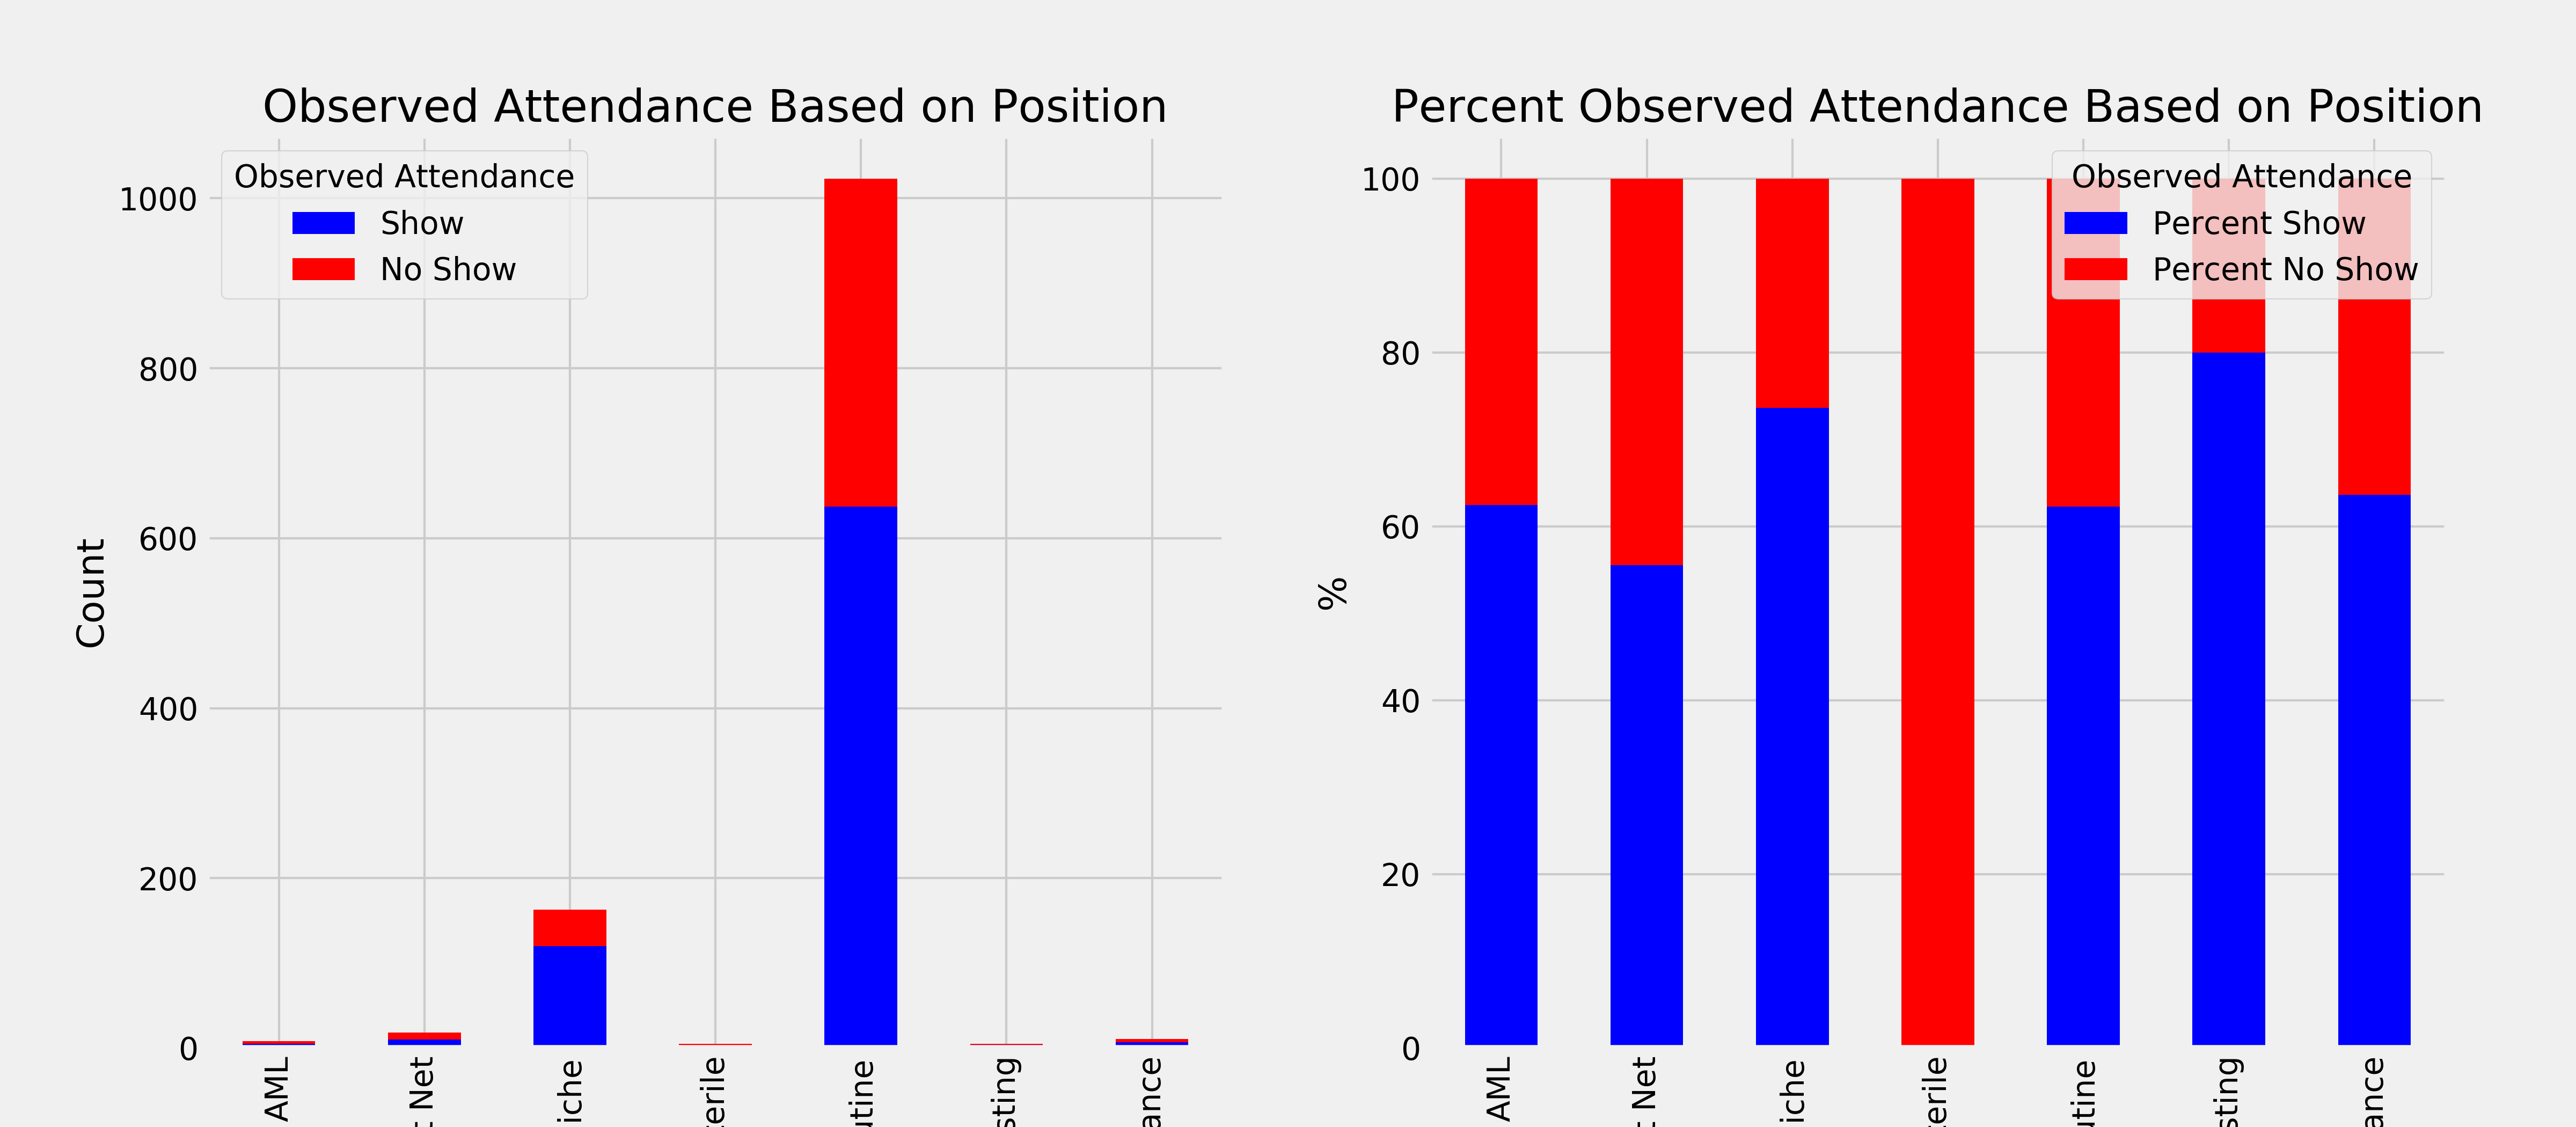 Observed Attendance Based on Position
Observed Attendance
Show
No Show
1000
800
600
400
200
0
Count
AML
Net
iche
terile
utine
sting
ance
Percent Observed Attendance Based on Position
Observed Attendance
Percent Show
Percent No Show
100
80
60
40
20
0
%
AML
Net
iche
terile
utine
sting
ance